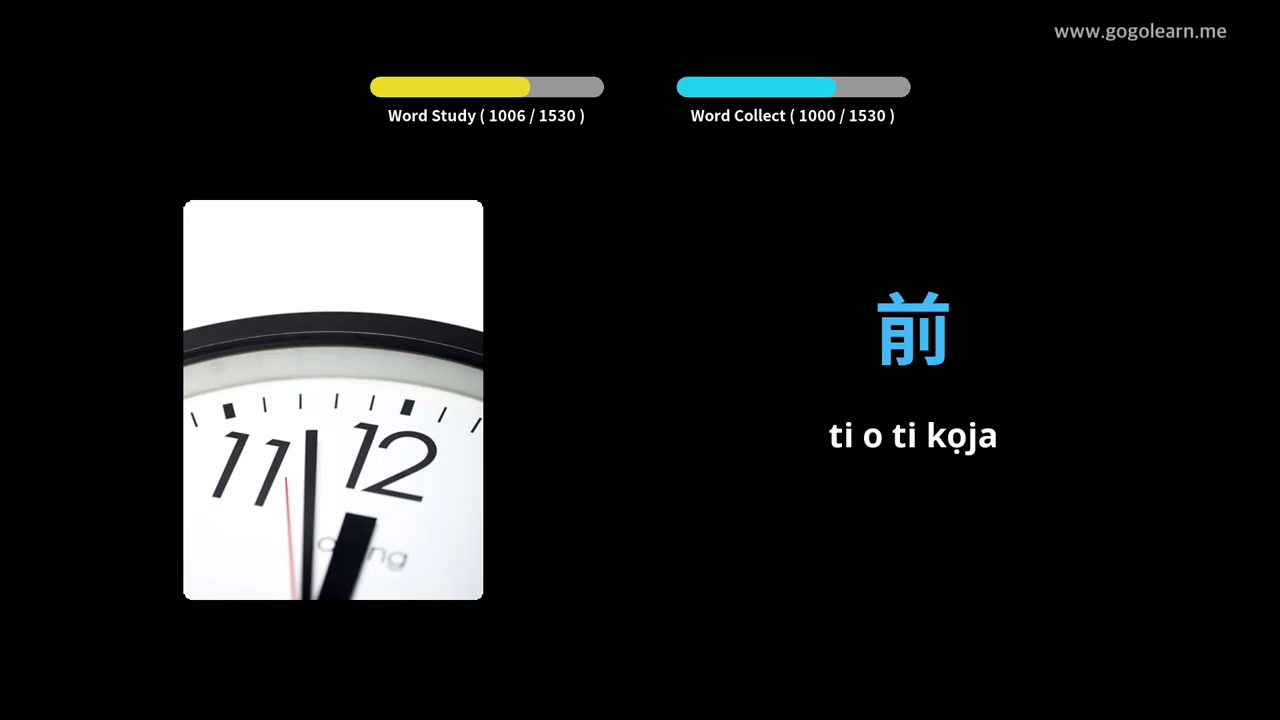 www.gogolearn.me
Word Study ( 1006 / 1530 )
Word Collect ( 1000 / 1530 )
前
ti o ti kọja
11
12